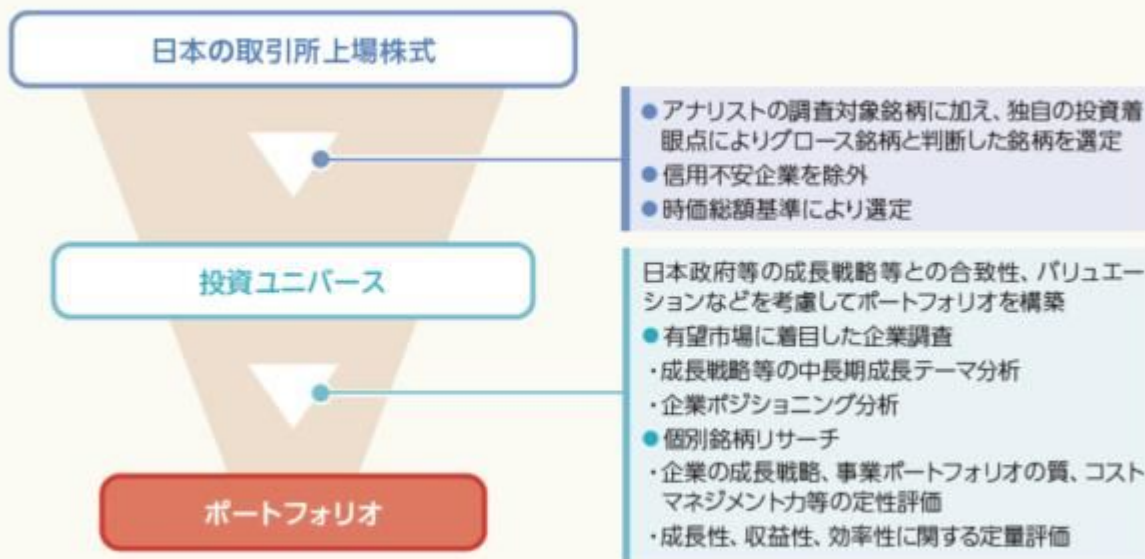 日本の取引所上場株式
●アナリストの調査対象銘柄に加え、独自の投資着
眼点によりグロース銘柄と判断した銘柄を選定
●信用不安企業を除外
●時価総額基準により選定
投資ユニバース
日本政府等の成長戦略等との合致性、バリュエー
ションなどを考慮してポートフォリオを構築
●有望市場に着目した企業調査
・成長戦略等の中長期成長テーマ分析
・企業ポジショニング分析
●個別銘柄リサーチ
・企業の成長戦略、事業ポートフォリオの質、コスト
マネジメント力等の定性評価
・成長性、収益性、効率性に関する定量評価
ポートフォリオ